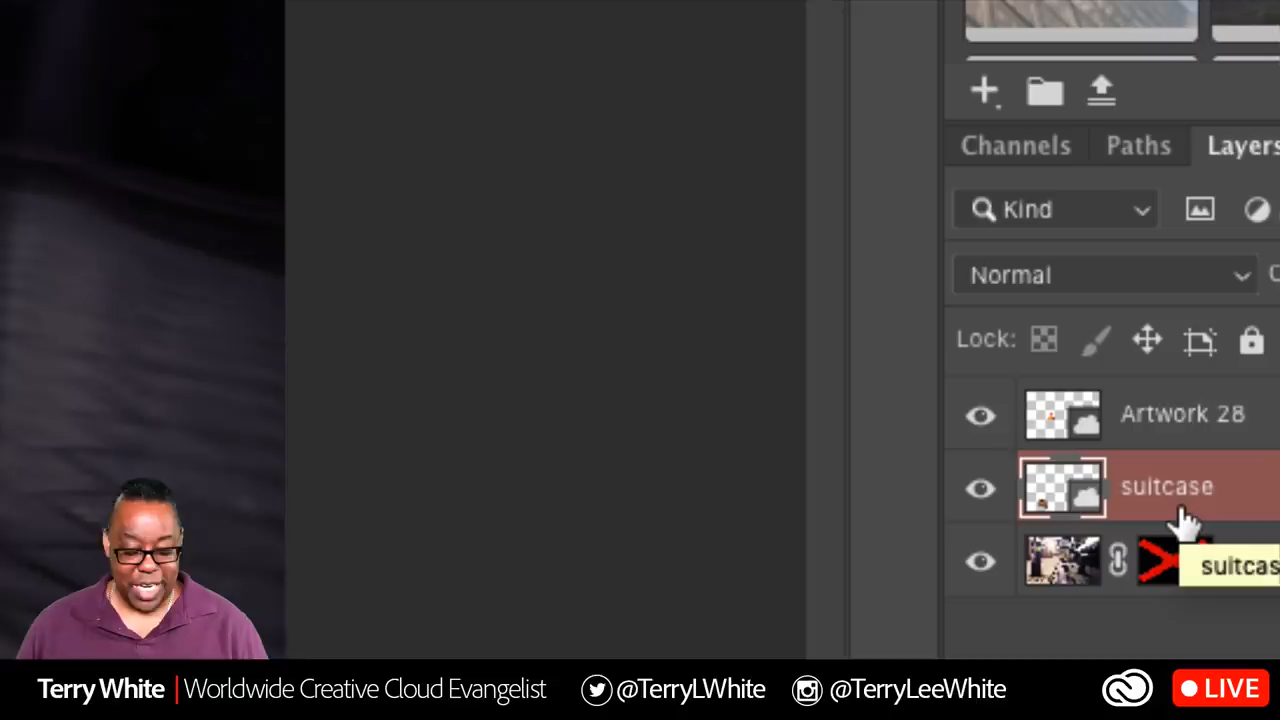 Channels Paths Layers
Kind
Normal
Lock:
Artwork 28
suitcase
suitcas
Terry White | Worldwide Creative Cloud Evangelist @TerryLWhite @TerryLeeWhite LIVE